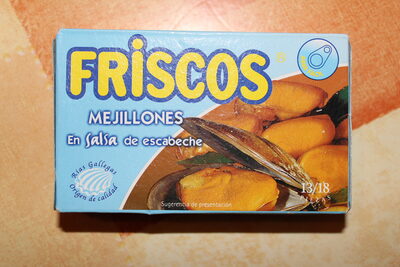 FRISCOS
MEJILLONES
En salsa de escabeche
Rías Gallegas
Origen de calidad
13/18
Sugerencia de presentación